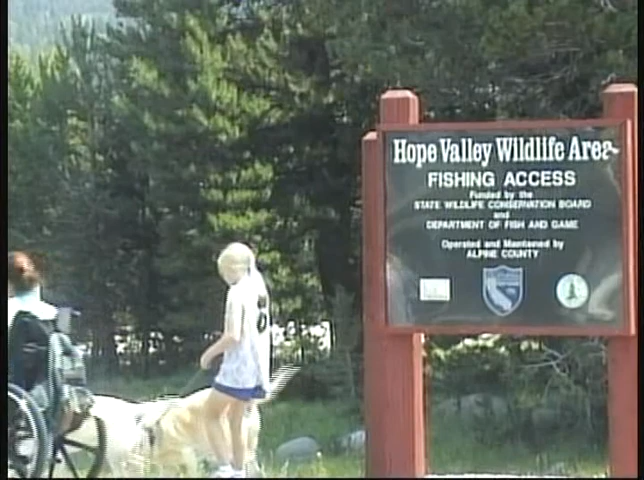 Hope Valley Wildlife Area
FISHING ACCESS
Funded by the
STATE WILDLIFE CONSERVATION BOARD
and
DEPARTMENT OF FISH AND GAME
Operated and Maintained by
ALPINE COUNTY